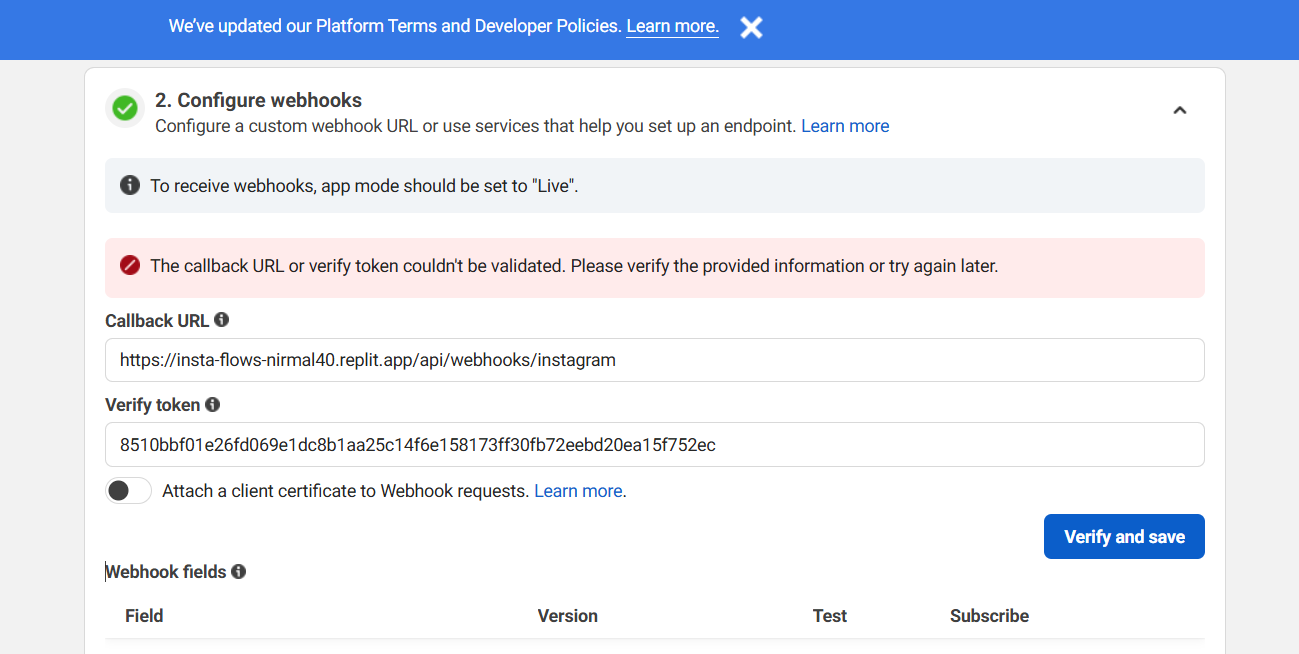 We've updated our Platform Terms and Developer Policies. Learn more.
2. Configure webhooks
Configure a custom webhook URL or use services that help you set up an endpoint. Learn more
To receive webhooks, app mode should be set to "Live".
The callback URL or verify token couldn't be validated. Please verify the provided information or try again later.
Callback URL
https://insta-flows-nirmal40.replit.app/api/webhooks/instagram
Verify token
8510bbf01e26fd069e1dc8b1aa25c14f6e158173ff30fb72eebd20ea15f752ec
Attach a client certificate to Webhook requests. Learn more.
Verify and save
Webhook fields
Field Version Test Subscribe